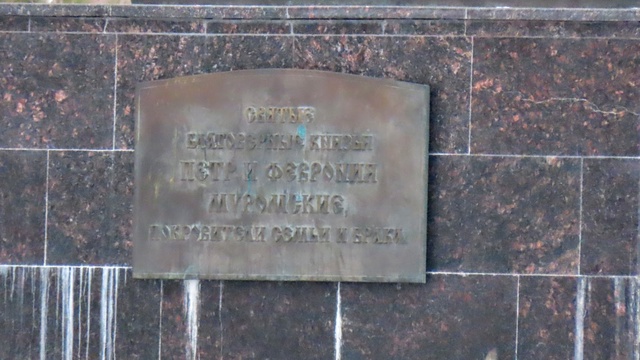 СВЯТЫЕ
БЛАГОВЕРНЫЕ КНЯЗЬЯ
ПЕТР И ФЕВРОНИЯ
МУРОМСКИЕ,
ПОКРОВИТЕЛИ СЕМЬИ И БРАКА